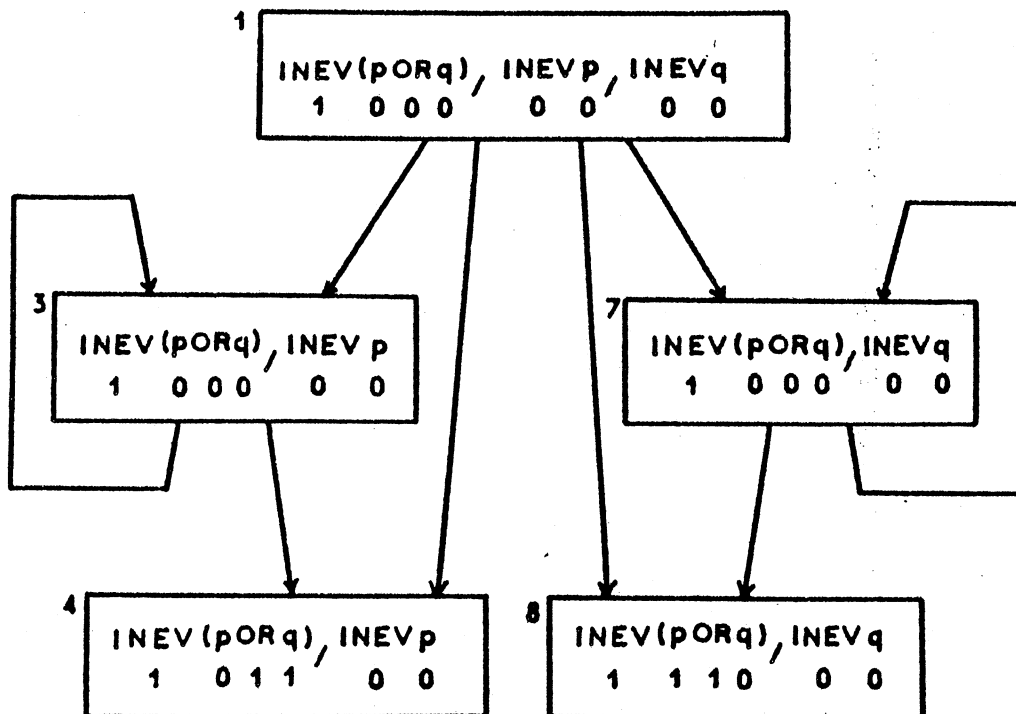 1
INEV(pORq), INEVp, INEVq
1 0 0 0 0 0 0 0
3
INEV(pORq), INEVp
1 0 0 0 0 0
7
INEV(pORq), INEVq
1 0 0 0 0 0
4
INEV(pORq), INEVp
1 0 1 1 0 0
8
INEV(pORq), INEVq
1 1 1 0 0 0